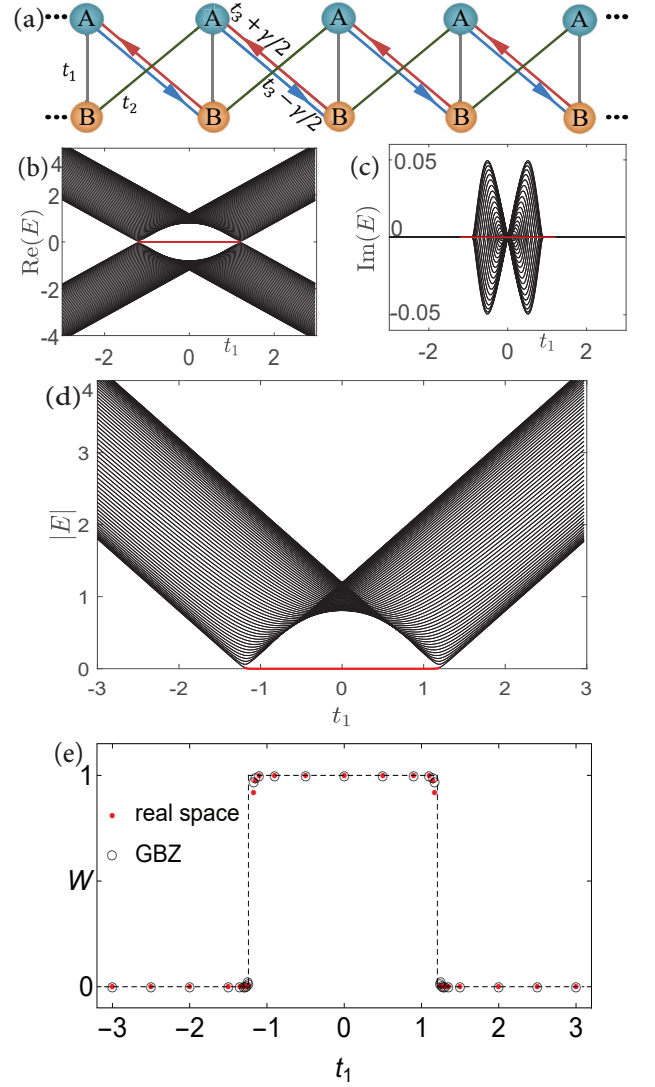 (a)
A A A A A
t₃ + γ/2
t₁
t₂
t₃ − γ/2
B B B B B
(b)
4
2
0
-2
-4
Re(E)
-2 0 2
t₁
(c)
0.05
0
-0.05
Im(E)
-2 0 2
t₁
(d)
4
3
2
1
0
|E|
-3 -2 -1 0 1 2 3
t₁
(e)
1
real space
GBZ
W
0
−3 −2 −1 0 1 2 3
t₁